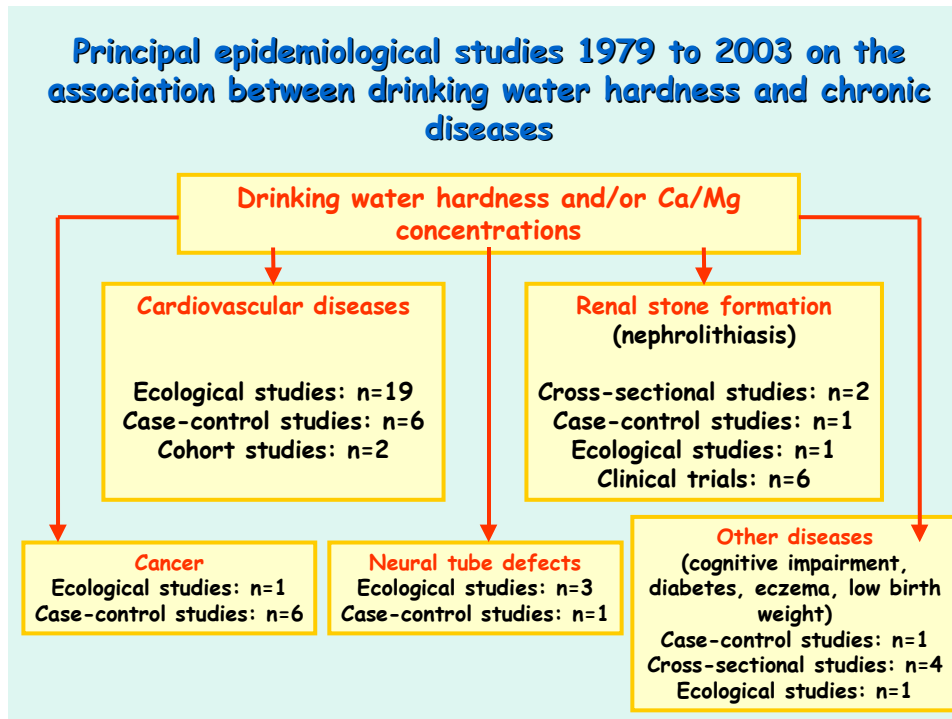 Principal epidemiological studies 1979 to 2003 on the
association between drinking water hardness and chronic
diseases
Drinking water hardness and/or Ca/Mg
concentrations
Cardiovascular diseases
Ecological studies: n=19
Case-control studies: n=6
Cohort studies: n=2
Renal stone formation
(nephrolithiasis)
Cross-sectional studies: n=2
Case-control studies: n=1
Ecological studies: n=1
Clinical trials: n=6
Cancer
Ecological studies: n=1
Case-control studies: n=6
Neural tube defects
Ecological studies: n=3
Case-control studies: n=1
Other diseases
(cognitive impairment,
diabetes, eczema, low birth
weight)
Case-control studies: n=1
Cross-sectional studies: n=4
Ecological studies: n=1